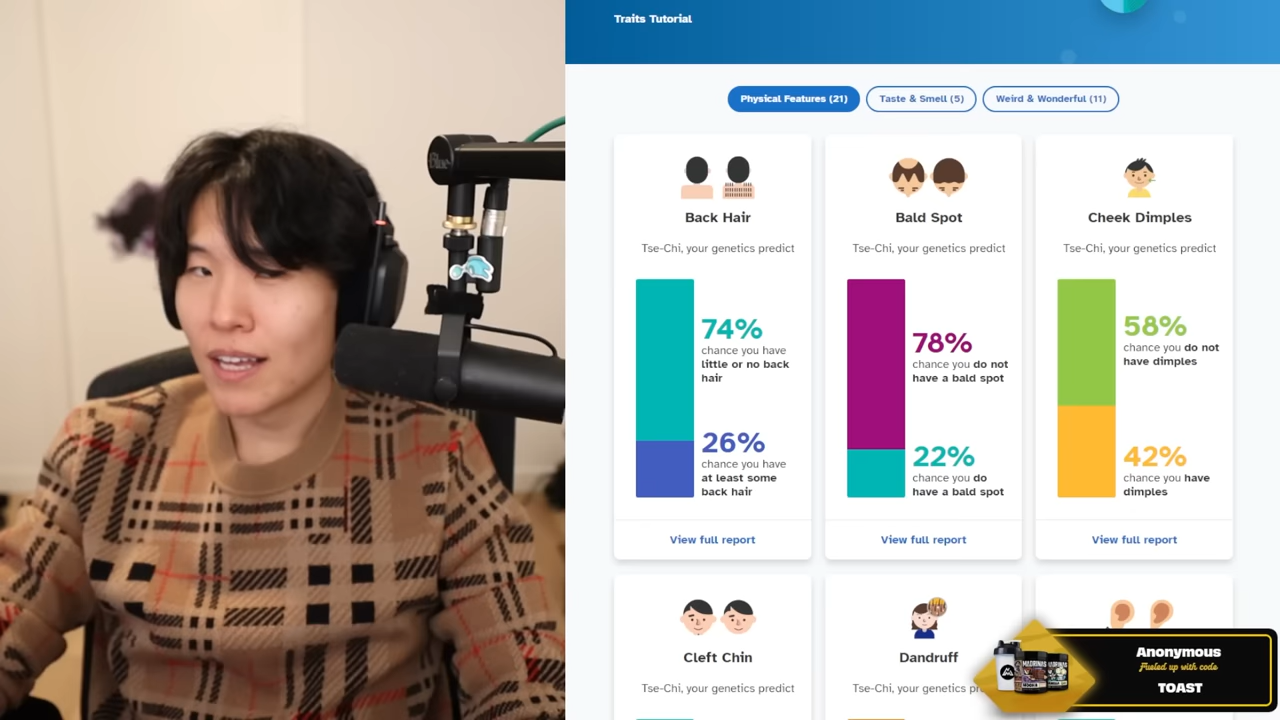 Traits Tutorial
Physical Features (21)
Taste & Smell (5)
Weird & Wonderful (11)
Back Hair
Tse-Chi, your genetics predict
74%
chance you have
little or no back
hair
26%
chance you have
at least some
back hair
View full report
Bald Spot
Tse-Chi, your genetics predict
78%
chance you do not
have a bald spot
22%
chance you do
have a bald spot
View full report
Cheek Dimples
Tse-Chi, your genetics predict
58%
chance you do not
have dimples
42%
chance you have
dimples
View full report
Cleft Chin
Tse-Chi, your genetics predict
Dandruff
Tse-Chi, your genetics
Blue
MADRINAS
Anonymous
Fueled up with code
TOAST